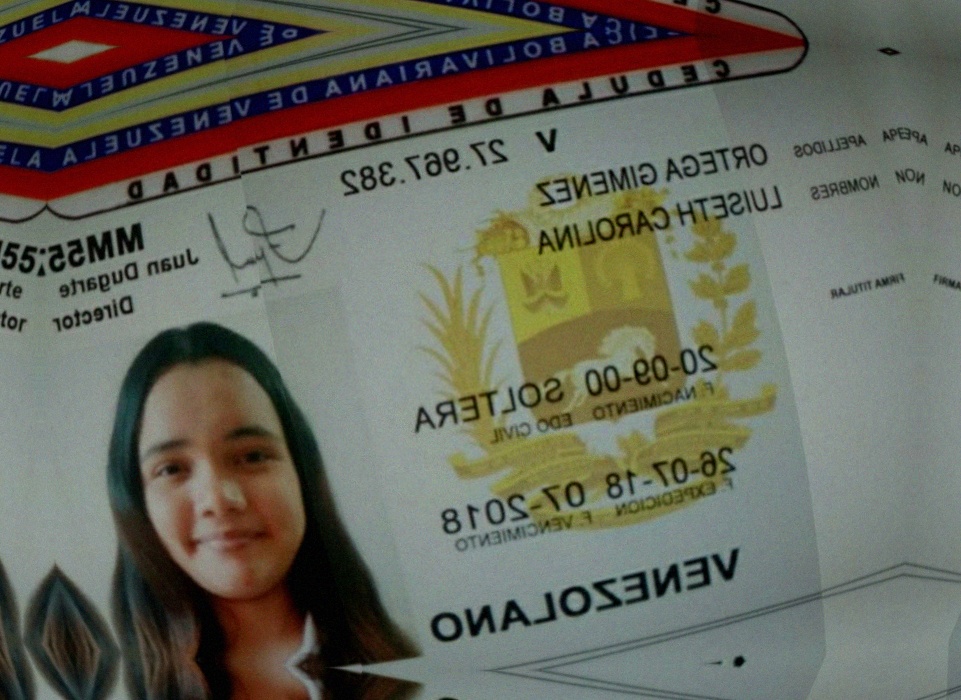 REPUBLICA BOLIVARIANA DE VENEZUELA
CEDULA DE IDENTIDAD
V 27.967.382
APELLIDOS ORTEGA GIMENEZ
NOMBRES LUISETH CAROLINA
FIRMA TITULAR
MM55:255
Juan Dugarte
Director
20-09-00 SOLTERA
F. NACIMIENTO EDO CIVIL
26-07-18 07-2018
F. EXPEDICION F. VENCIMIENTO
VENEZOLANO